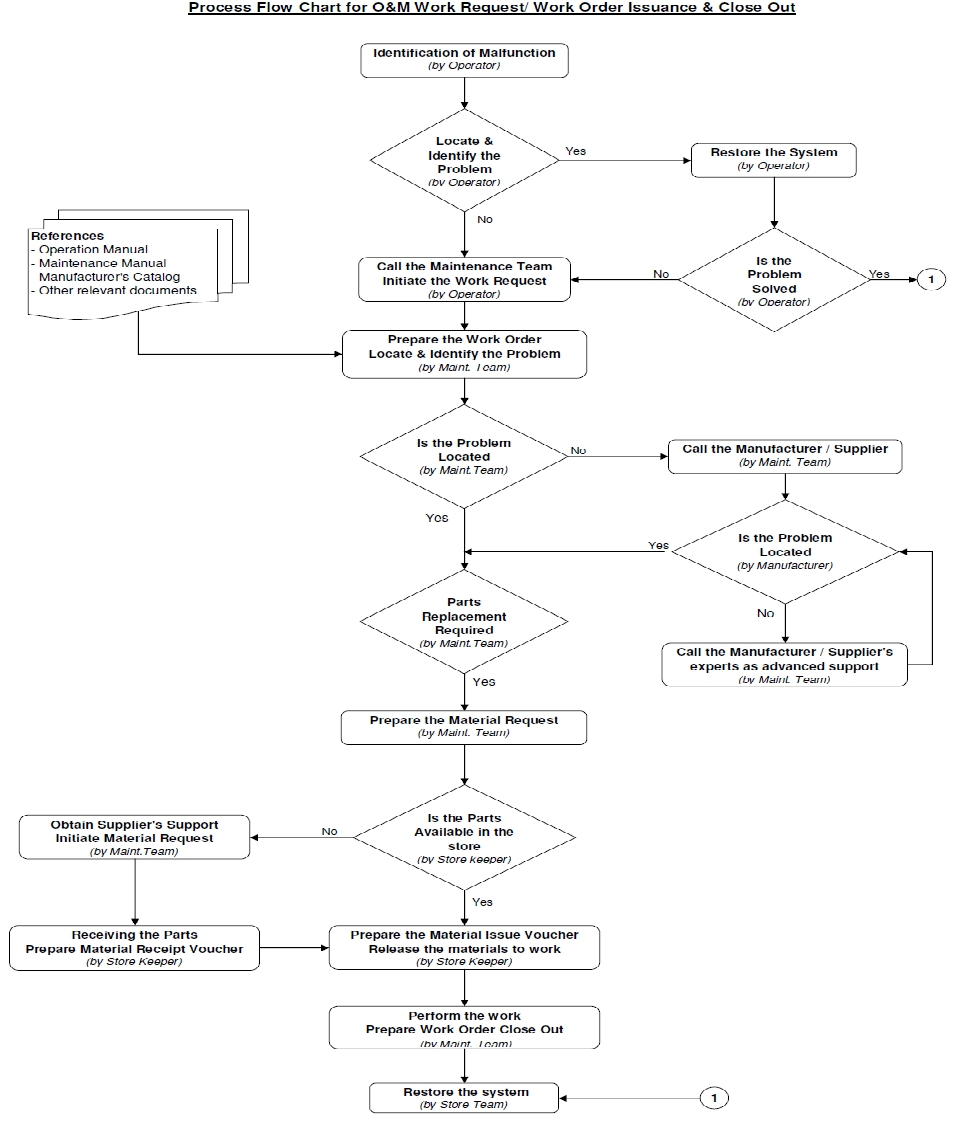 Process Flow Chart for O&M Work Request/ Work Order Issuance & Close Out
Identification of Malfunction
(by Operator)
Locate &
Identify the
Problem
(by Operator)
Yes
Restore the System
(by Operator)
No
References
- Operation Manual
- Maintenance Manual
Manufacturer's Catalog
- Other relevant documents
Call the Maintenance Team
Initiate the Work Request
(by Operator)
No
Is the
Problem
Solved
(by Operator)
Yes
1
Prepare the Work Order
Locate & Identify the Problem
(by Maint. Team)
Is the Problem
Located
(by Maint.Team)
No
Call the Manufacturer / Supplier
(by Maint. Team)
Yes
Yes
Is the Problem
Located
(by Manufacturer)
No
Parts
Replacement
Required
(by Maint.Team)
Call the Manufacturer / Supplier's
experts as advanced support
(by Maint. Team)
Yes
Prepare the Material Request
(by Maint. Team)
Is the Parts
Available in the
store
(by Store keeper)
No
Obtain Supplier's Support
Initiate Material Request
(by Maint.Team)
Yes
Receiving the Parts
Prepare Material Receipt Voucher
(by Store Keeper)
Prepare the Material Issue Voucher
Release the materials to work
(by Store Keeper)
Perform the work
Prepare Work Order Close Out
(by Maint. Team)
Restore the system
(by Store Team)
1